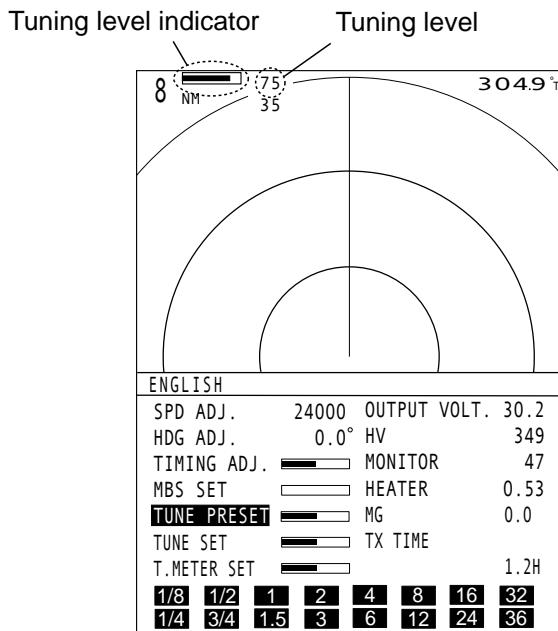 Tuning level indicator Tuning level
8 NM 75 304.9°T
35
ENGLISH
SPD ADJ. 24000 OUTPUT VOLT. 30.2
HDG ADJ. 0.0° HV 349
TIMING ADJ. MONITOR 47
MBS SET HEATER 0.53
TUNE PRESET MG 0.0
TUNE SET TX TIME
T.METER SET 1.2H
1/8 1/2 1 2 4 8 16 32
1/4 3/4 1.5 3 6 12 24 36